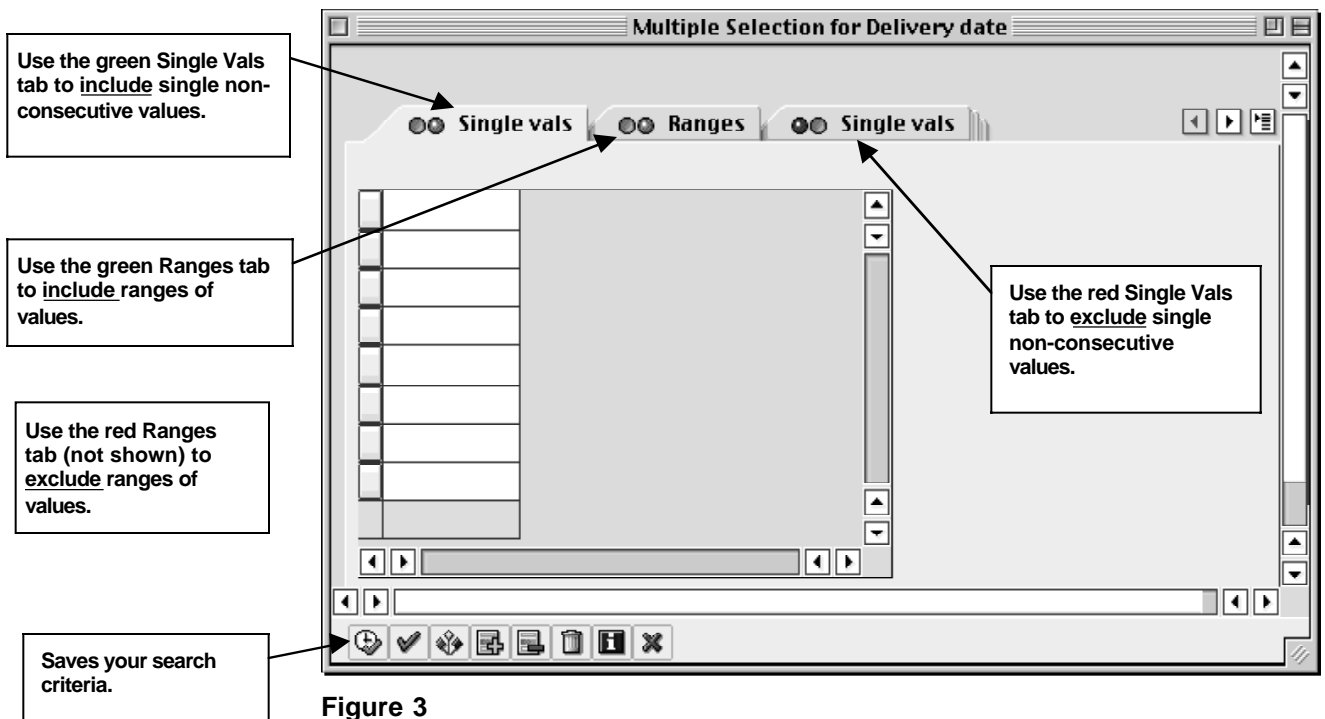 Multiple Selection for Delivery date
Use the green Single Vals
tab to include single non-
consecutive values.
Single vals
Ranges
Single vals
Use the green Ranges tab
to include ranges of
values.
Use the red Single Vals
tab to exclude single
non-consecutive
values.
Use the red Ranges
tab (not shown) to
exclude ranges of
values.
Saves your search
criteria.
Figure 3